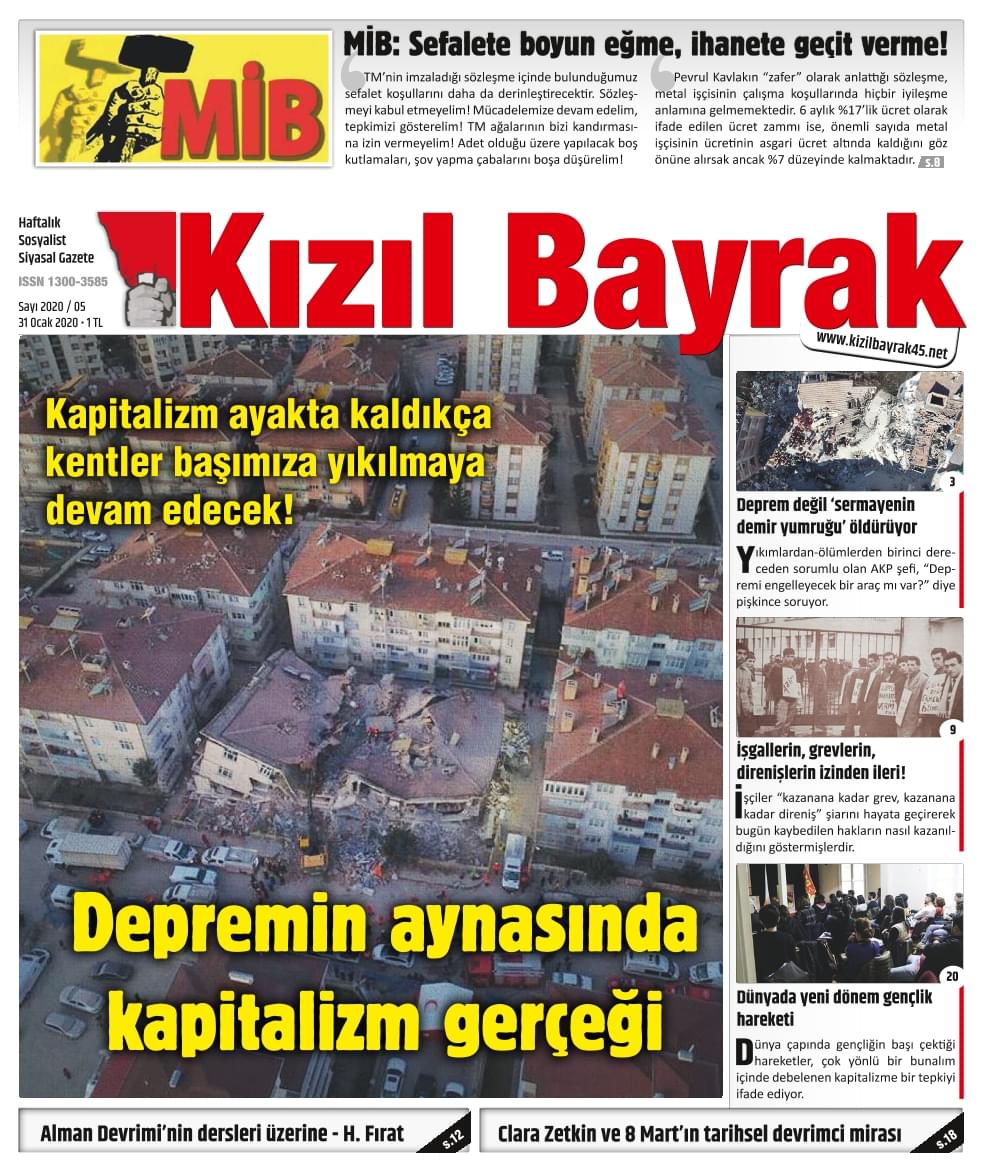 MİB
MİB: Sefalete boyun eğme, ihanete geçit verme!
“TM’nin imzaladığı sözleşme içinde bulunduğumuz
sefalet koşullarını daha da derinleştirecektir. Sözleş-
meyi kabul etmeyelim! Mücadelemize devam edelim,
tepkimizi gösterelim! TM ağalarının bizi kandırması-
na izin vermeyelim! Adet olduğu üzere yapılacak boş
kutlamaları, şov yapma çabalarını boşa düşürelim!
“Pevrul Kavlakın “zafer” olarak anlattığı sözleşme,
metal işçisinin çalışma koşullarında hiçbir iyileşme
anlamına gelmemektedir. 6 aylık %17’lik ücret olarak
ifade edilen ücret zammı ise, önemli sayıda metal
işçisinin ücretinin asgari ücret altında kaldığını göz
önüne alırsak ancak %7 düzeyinde kalmaktadır. s.8
Haftalık
Sosyalist
Siyasal Gazete
ISSN 1300-3585
Sayı 2020 / 05
31 Ocak 2020 • 1 TL
Kızıl Bayrak
www.kizilbayrak45.net
Kapitalizm ayakta kaldıkça
kentler başımıza yıkılmaya
devam edecek!
Depremin aynasında
kapitalizm gerçeği
3
Deprem değil ‘sermayenin
demir yumruğu’ öldürüyor
Yıkımlardan-ölümlerden birinci dere-
ceden sorumlu olan AKP şefi, “Dep-
remi engelleyecek bir araç mı var?” diye
pişkince soruyor.
9
İşgallerin, grevlerin,
direnişlerin izinden ileri!
İşçiler “kazanana kadar grev, kazanana
kadar direniş” şiarını hayata geçirerek
bugün kaybedilen hakların nasıl kazanıl-
dığını göstermişlerdir.
20
Dünyada yeni dönem gençlik
hareketi
Dünya çapında gençliğin başı çektiği
hareketler, çok yönlü bir bunalım
içinde debelenen kapitalizme bir tepkiyi
ifade ediyor.
Alman Devrimi’nin dersleri üzerine - H. Fırat s.12
Clara Zetkin ve 8 Mart’ın tarihsel devrimci mirası s.18